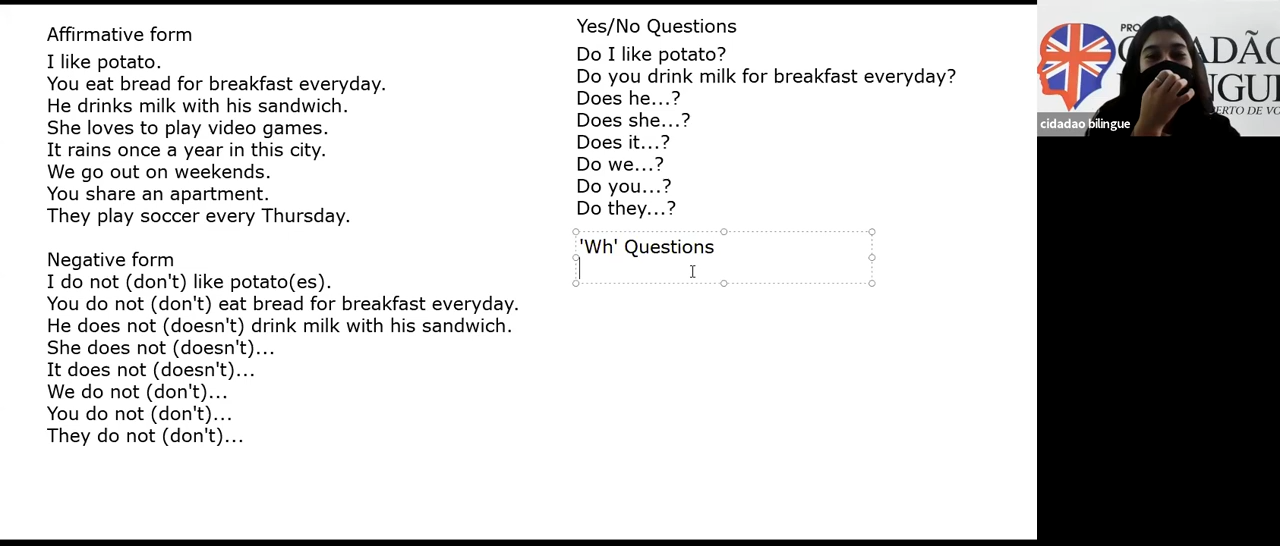 Affirmative form
I like potato.
You eat bread for breakfast everyday.
He drinks milk with his sandwich.
She loves to play video games.
It rains once a year in this city.
We go out on weekends.
You share an apartment.
They play soccer every Thursday.
Negative form
I do not (don't) like potato(es).
You do not (don't) eat bread for breakfast everyday.
He does not (doesn't) drink milk with his sandwich.
She does not (doesn't)...
It does not (doesn't)...
We do not (don't)...
You do not (don't)...
They do not (don't)...
Yes/No Questions
Do I like potato?
Do you drink milk for breakfast everyday?
Does he...?
Does she...?
Does it...?
Do we...?
Do you...?
Do they...?
'Wh' Questions
PRO
ADÃO
NGU
ERTO DE VO
cidadao bilingue